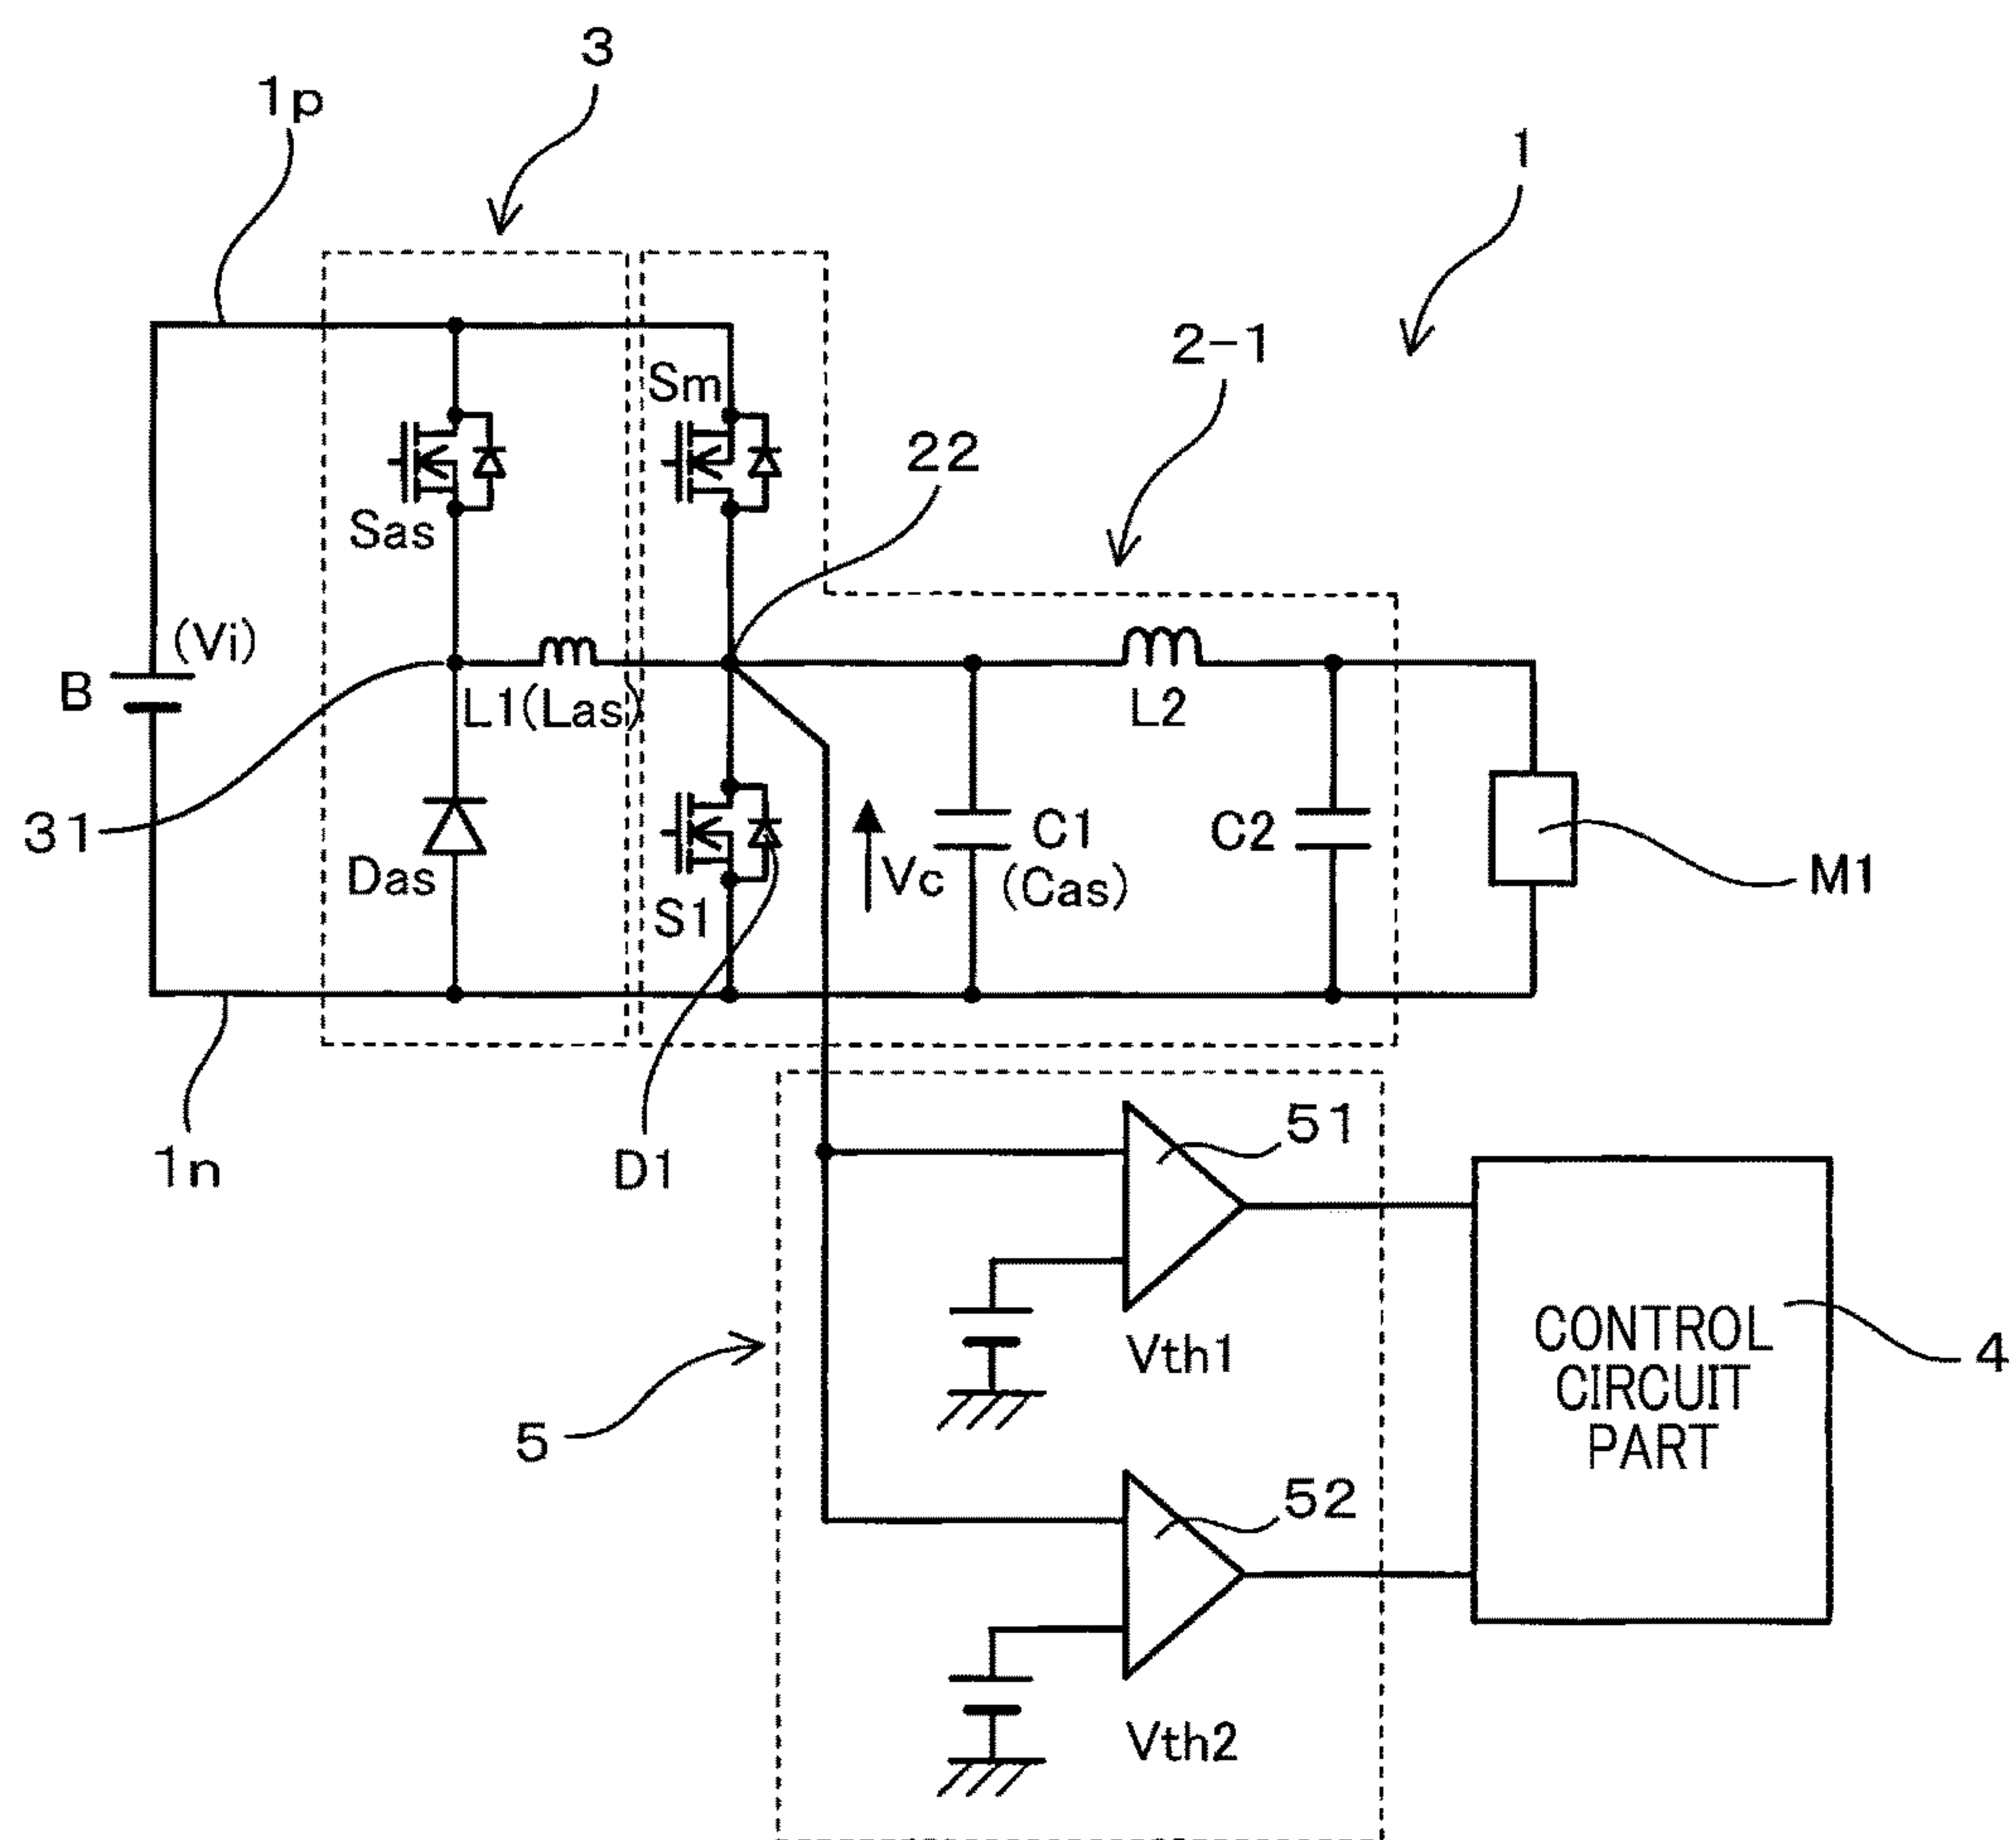 3
1p
1
2-1
Sm
22
Sas
(Vi)
B
L1(Las)
L2
31
C1
C2
Das
Vc
(Cas)
M1
S1
51
1n
D1
CONTROL
CIRCUIT
PART
4
Vth1
5
52
Vth2